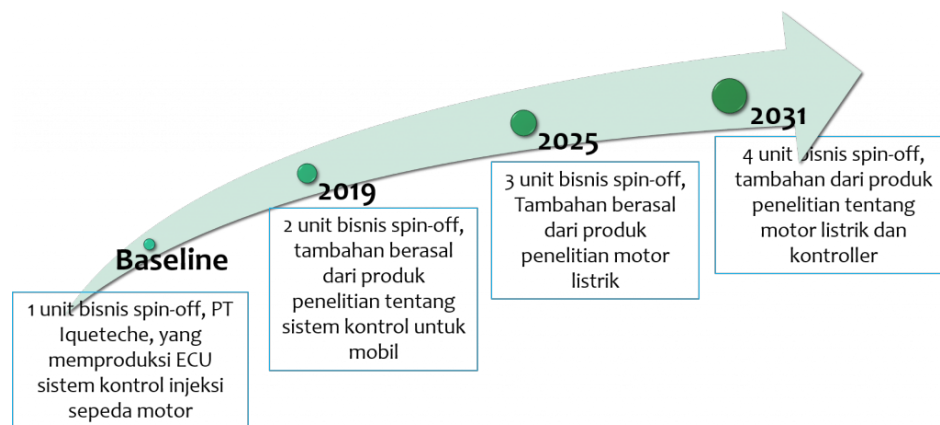 Baseline
1 unit bisnis spin-off, PT
Iqueteche, yang
memproduksi ECU
sistem kontrol injeksi
sepeda motor
2019
2 unit bisnis spin-off,
tambahan berasal
dari produk
penelitian tentang
sistem kontrol untuk
mobil
2025
3 unit bisnis spin-off,
Tambahan berasal
dari produk
penelitian motor
listrik
2031
4 unit bisnis spin-off,
tambahan dari produk
penelitian tentang
motor listrik dan
kontroller